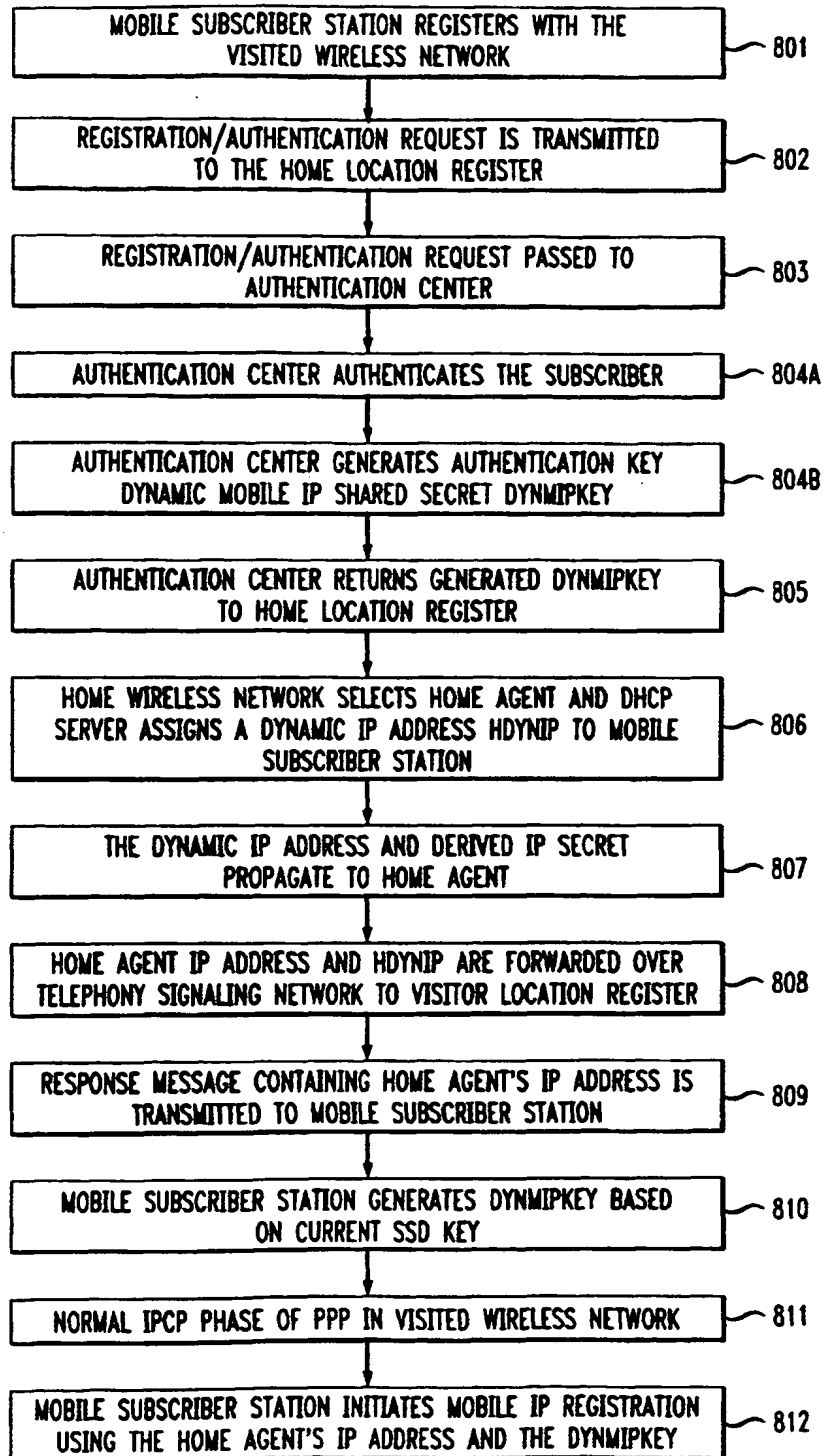 MOBILE SUBSCRIBER STATION REGISTERS WITH THE
VISITED WIRELESS NETWORK
801
REGISTRATION/AUTHENTICATION REQUEST IS TRANSMITTED
TO THE HOME LOCATION REGISTER
802
REGISTRATION/AUTHENTICATION REQUEST PASSED TO
AUTHENTICATION CENTER
803
AUTHENTICATION CENTER AUTHENTICATES THE SUBSCRIBER
804A
AUTHENTICATION CENTER GENERATES AUTHENTICATION KEY
DYNAMIC MOBILE IP SHARED SECRET DYNMIPKEY
804B
AUTHENTICATION CENTER RETURNS GENERATED DYNMIPKEY
TO HOME LOCATION REGISTER
805
HOME WIRELESS NETWORK SELECTS HOME AGENT AND DHCP
SERVER ASSIGNS A DYNAMIC IP ADDRESS HDYNIP TO MOBILE
SUBSCRIBER STATION
806
THE DYNAMIC IP ADDRESS AND DERIVED IP SECRET
PROPAGATE TO HOME AGENT
807
HOME AGENT IP ADDRESS AND HDYNIP ARE FORWARDED OVER
TELEPHONY SIGNALING NETWORK TO VISITOR LOCATION REGISTER
808
RESPONSE MESSAGE CONTAINING HOME AGENT'S IP ADDRESS IS
TRANSMITTED TO MOBILE SUBSCRIBER STATION
809
MOBILE SUBSCRIBER STATION GENERATES DYNMIPKEY BASED
ON CURRENT SSD KEY
810
NORMAL IPCP PHASE OF PPP IN VISITED WIRELESS NETWORK
811
MOBILE SUBSCRIBER STATION INITIATES MOBILE IP REGISTRATION
USING THE HOME AGENT'S IP ADDRESS AND THE DYNMIPKEY
812